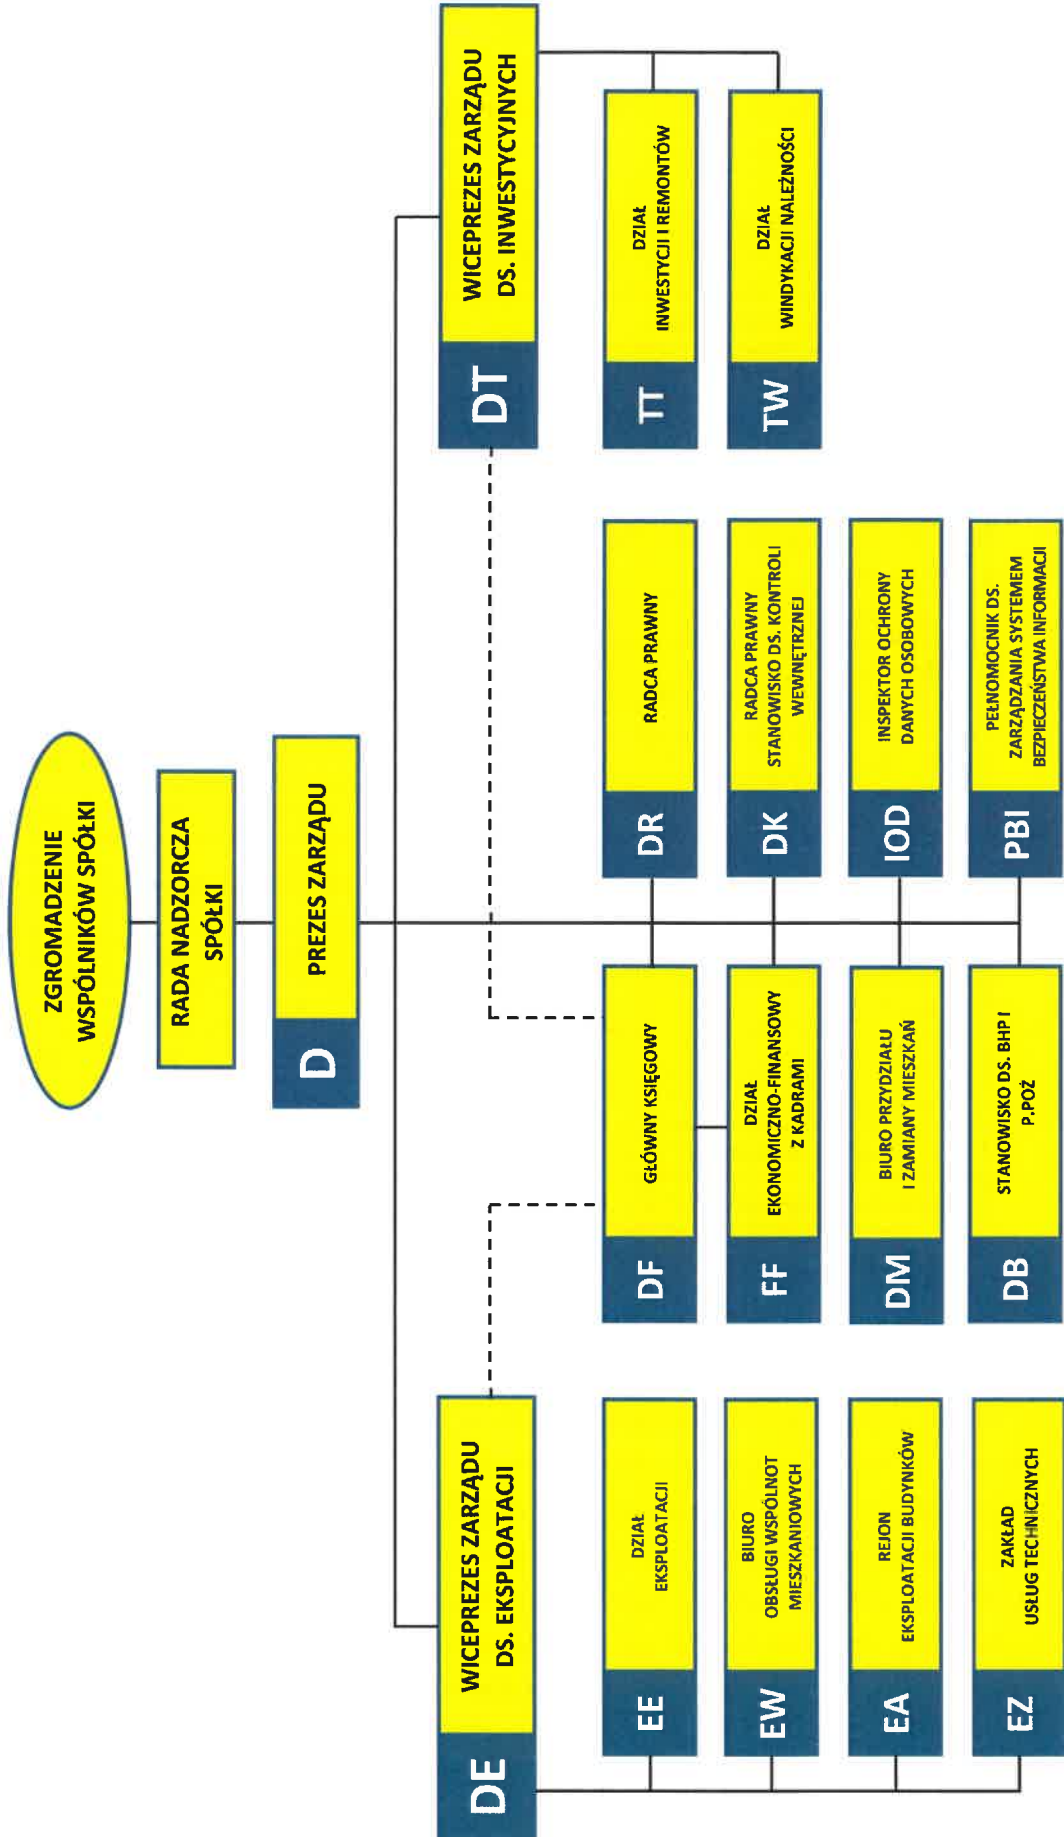 ZGROMADZENIE
WSPÓLNIKÓW SPÓŁKI
RADA NADZORCZA
SPÓŁKI
D
PREZES ZARZĄDU
DE
WICEPREZES ZARZĄDU
DS. EKSPLOATACJI
DT
WICEPREZES ZARZĄDU
DS. INWESTYCYJNYCH
EE
DZIAŁ
EKSPLOATACJI
EW
BIURO
OBSŁUGI WSPÓLNOT
MIESZKANIOWYCH
EA
REJON
EKSPLOATACJI BUDYNKÓW
EZ
ZAKŁAD
USŁUG TECHNICZNYCH
DF
GŁÓWNY KSIĘGOWY
FF
DZIAŁ
EKONOMICZNO-FINANSOWY
Z KADRAMI
DM
BIURO PRZYDZIAŁU
I ZAMIANY MIESZKAŃ
DB
STANOWISKO DS. BHP I
P.POŻ
DR
RADCA PRAWNY
DK
RADCA PRAWNY
STANOWISKO DS. KONTROLI
WEWNĘTRZNEJ
IOD
INSPEKTOR OCHRONY
DANYCH OSOBOWYCH
PBI
PEŁNOMOCNIK DS.
ZARZĄDZANIA SYSTEMEM
BEZPIECZEŃSTWA INFORMACJI
TT
DZIAŁ
INWESTYCJI I REMONTÓW
TW
DZIAŁ
WINDYKACJI NALEŻNOŚCI